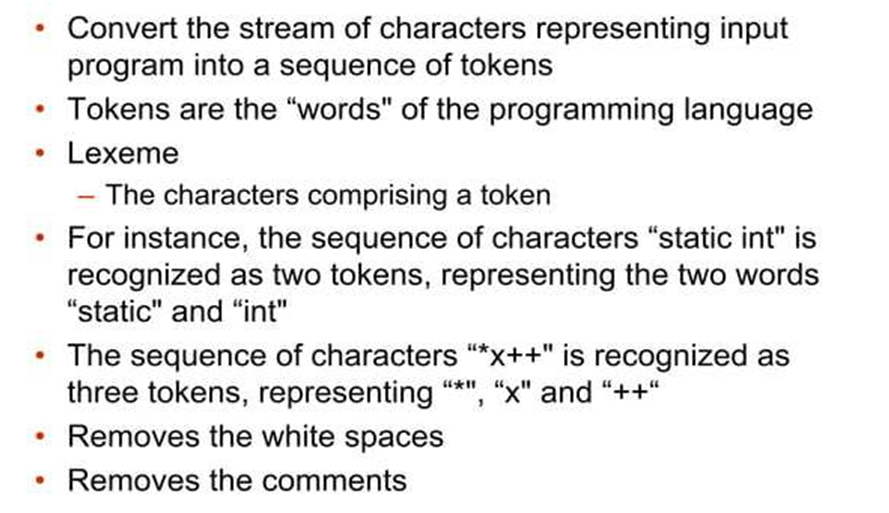 • Convert the stream of characters representing input
program into a sequence of tokens
• Tokens are the “words" of the programming language
• Lexeme
– The characters comprising a token
• For instance, the sequence of characters “static int" is
recognized as two tokens, representing the two words
“static" and “int"
• The sequence of characters “*x++" is recognized as
three tokens, representing “*", “x" and “++“
• Removes the white spaces
• Removes the comments